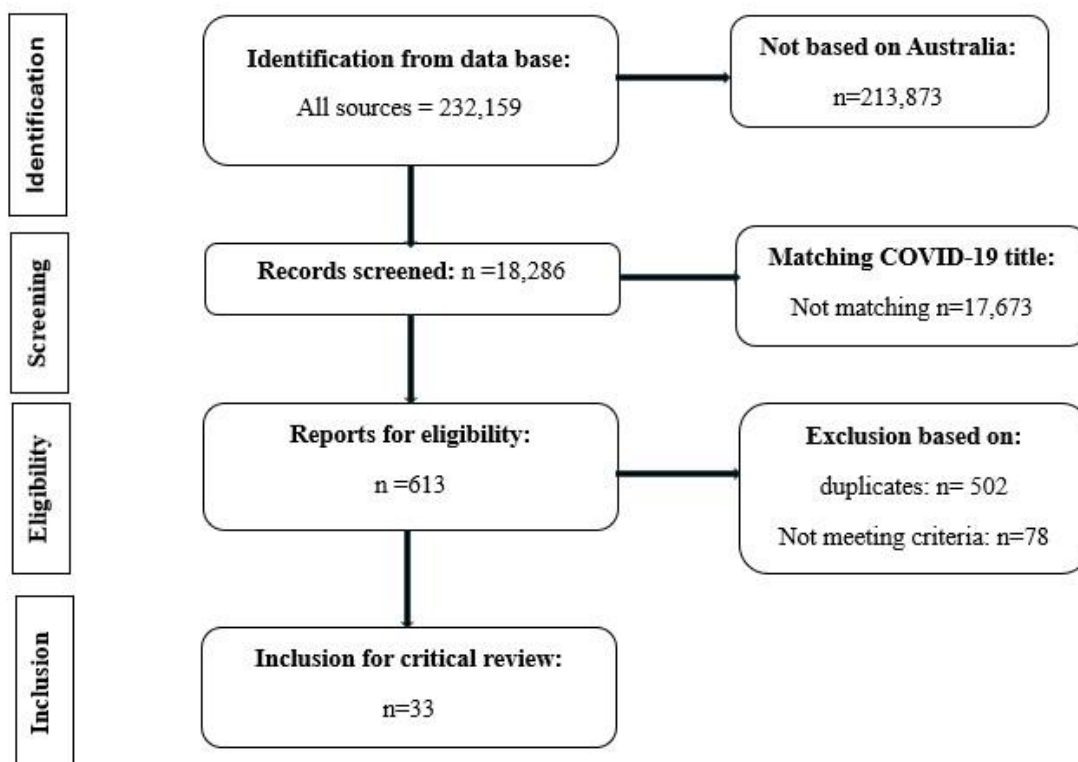 Identification
Identification from data base:
All sources = 232,159
Not based on Australia:
n=213,873
Screening
Records screened: n =18,286
Matching COVID-19 title:
Not matching n=17,673
Eligibility
Reports for eligibility:
n =613
Exclusion based on:
duplicates: n= 502
Not meeting criteria: n=78
Inclusion
Inclusion for critical review:
n=33